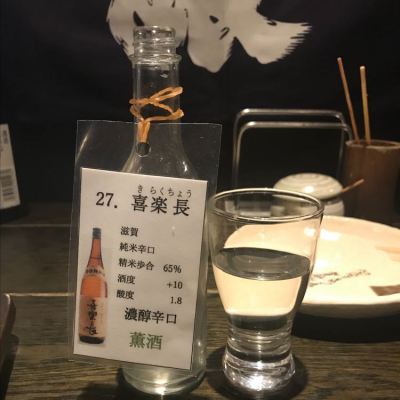 きらくちょう
27. 喜楽長
滋賀
純米辛口
精米歩合 65%
酒度 +10
酸度 1.8
濃醇辛口
薫酒